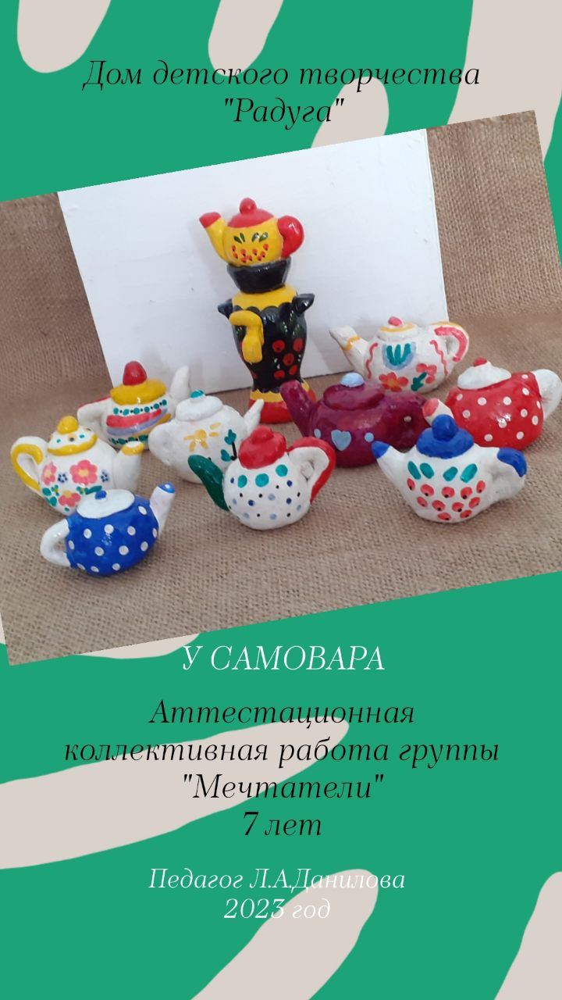 Дом детского творчества
"Радуга"
У САМОВАРА
Аттестационная
коллективная работа группы
"Мечтатели"
7 лет
Педагог Л.А.Данилова
2023 год